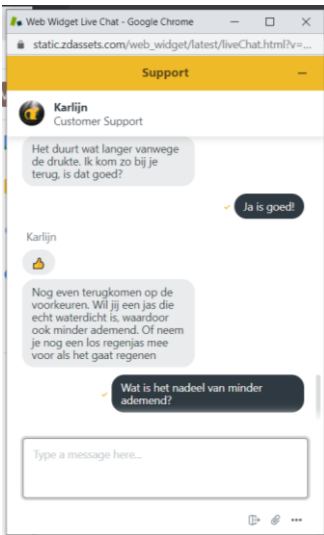 Web Widget Live Chat - Google Chrome
static.zdassets.com/web_widget/latest/liveChat.html?v=...
Support
Karlijn
Customer Support
Het duurt wat langer vanwege
de drukte. Ik kom zo bij je
terug, is dat goed?
Ja is goed!
Karlijn
👍
Nog even terugkomen op de
voorkeuren. Wil jij een jas die
echt waterdicht is, waardoor
ook minder ademend. Of neem
je nog een los regenjas mee
voor als het gaat regenen
Wat is het nadeel van minder
ademend?
Type a message here...